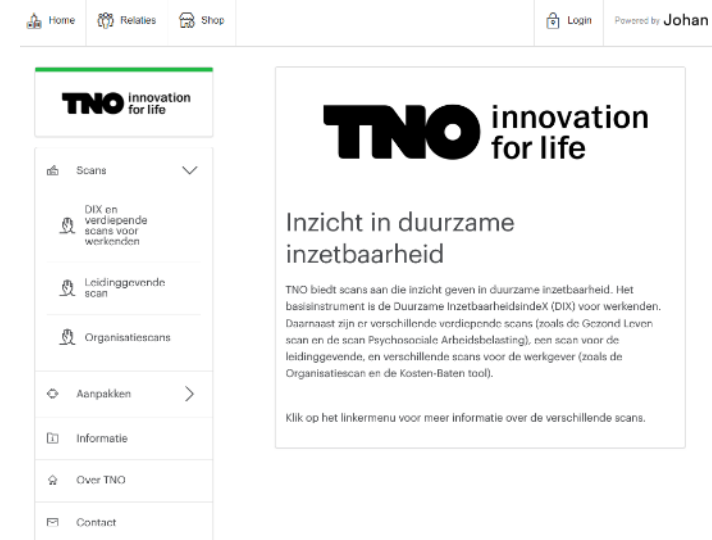 Home Relaties Shop Login Powered by Johan
TNO innovation
for life
Scans
DIX en
verdiepende
scans voor
werkenden
Leidinggevende
scan
Organisatiescans
Aanpakken
Informatie
Over TNO
Contact
TNO innovation
for life
Inzicht in duurzame
inzetbaarheid
TNO biedt scans aan die inzicht geven in duurzame inzetbaarheid. Het
basisinstrument is de Duurzame InzetbaarheidsindeX (DIX) voor werkenden.
Daarnaast zijn er verschillende verdiepende scans (zoals de Gezond Leven
scan en de scan Psychosociale Arbeidsbelasting), een scan voor de
leidinggevende, en verschillende scans voor de werkgever (zoals de
Organisatiescan en de Kosten-Baten tool).
Klik op het linkermenu voor meer informatie over de verschillende scans.